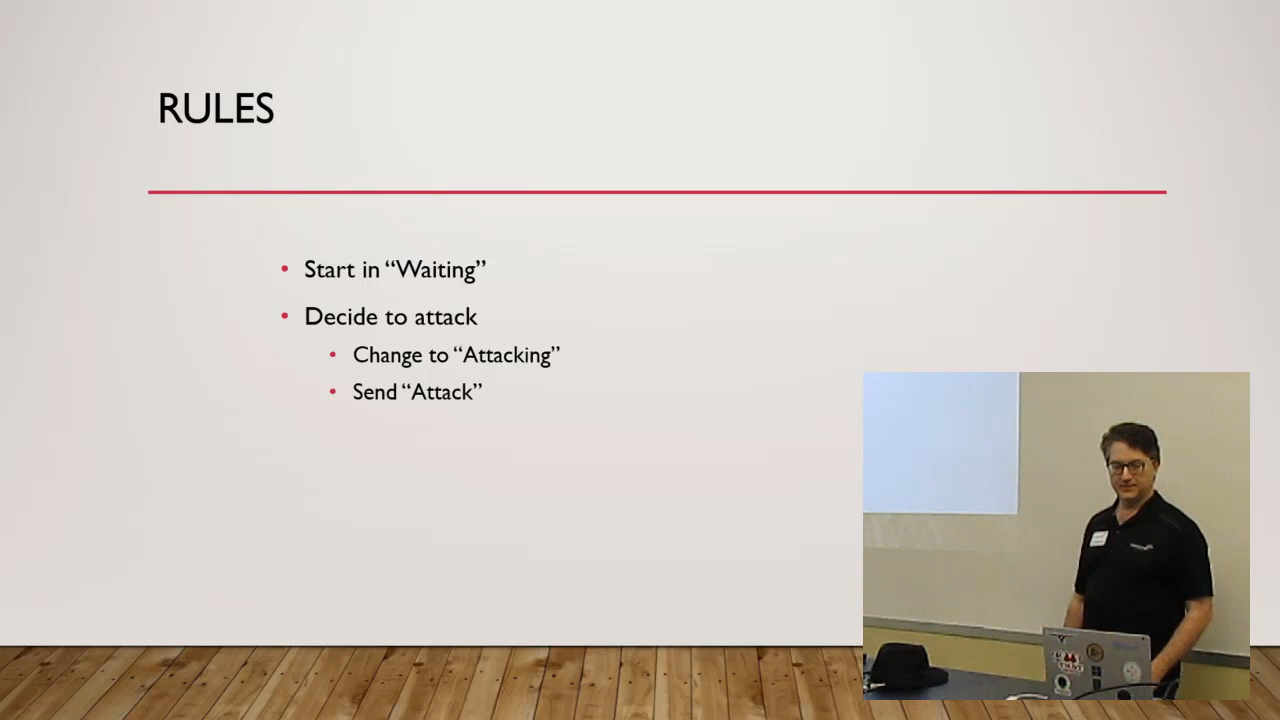 RULES
• Start in “Waiting”
• Decide to attack
• Change to “Attacking”
• Send “Attack”